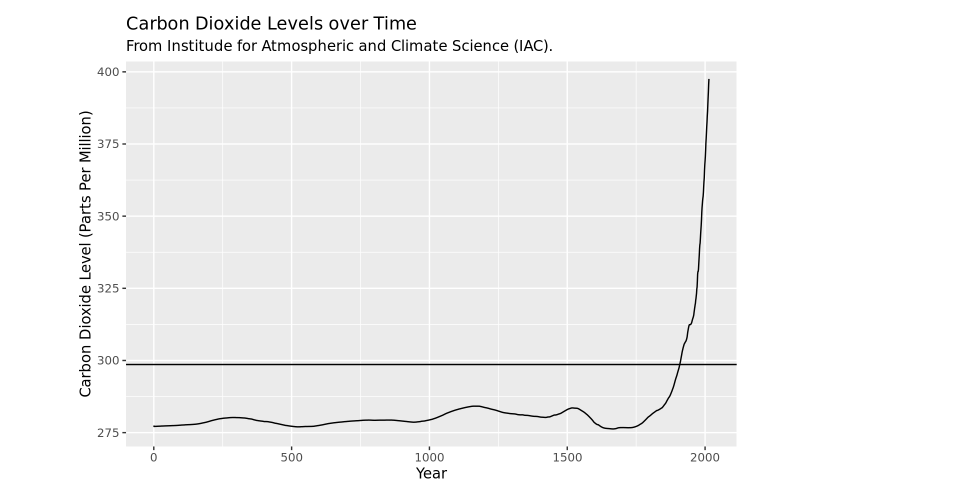 Carbon Dioxide Levels over Time
From Institude for Atmospheric and Climate Science (IAC).
Carbon Dioxide Level (Parts Per Million)
400
375
350
325
300
275
0 500 1000 1500 2000
Year